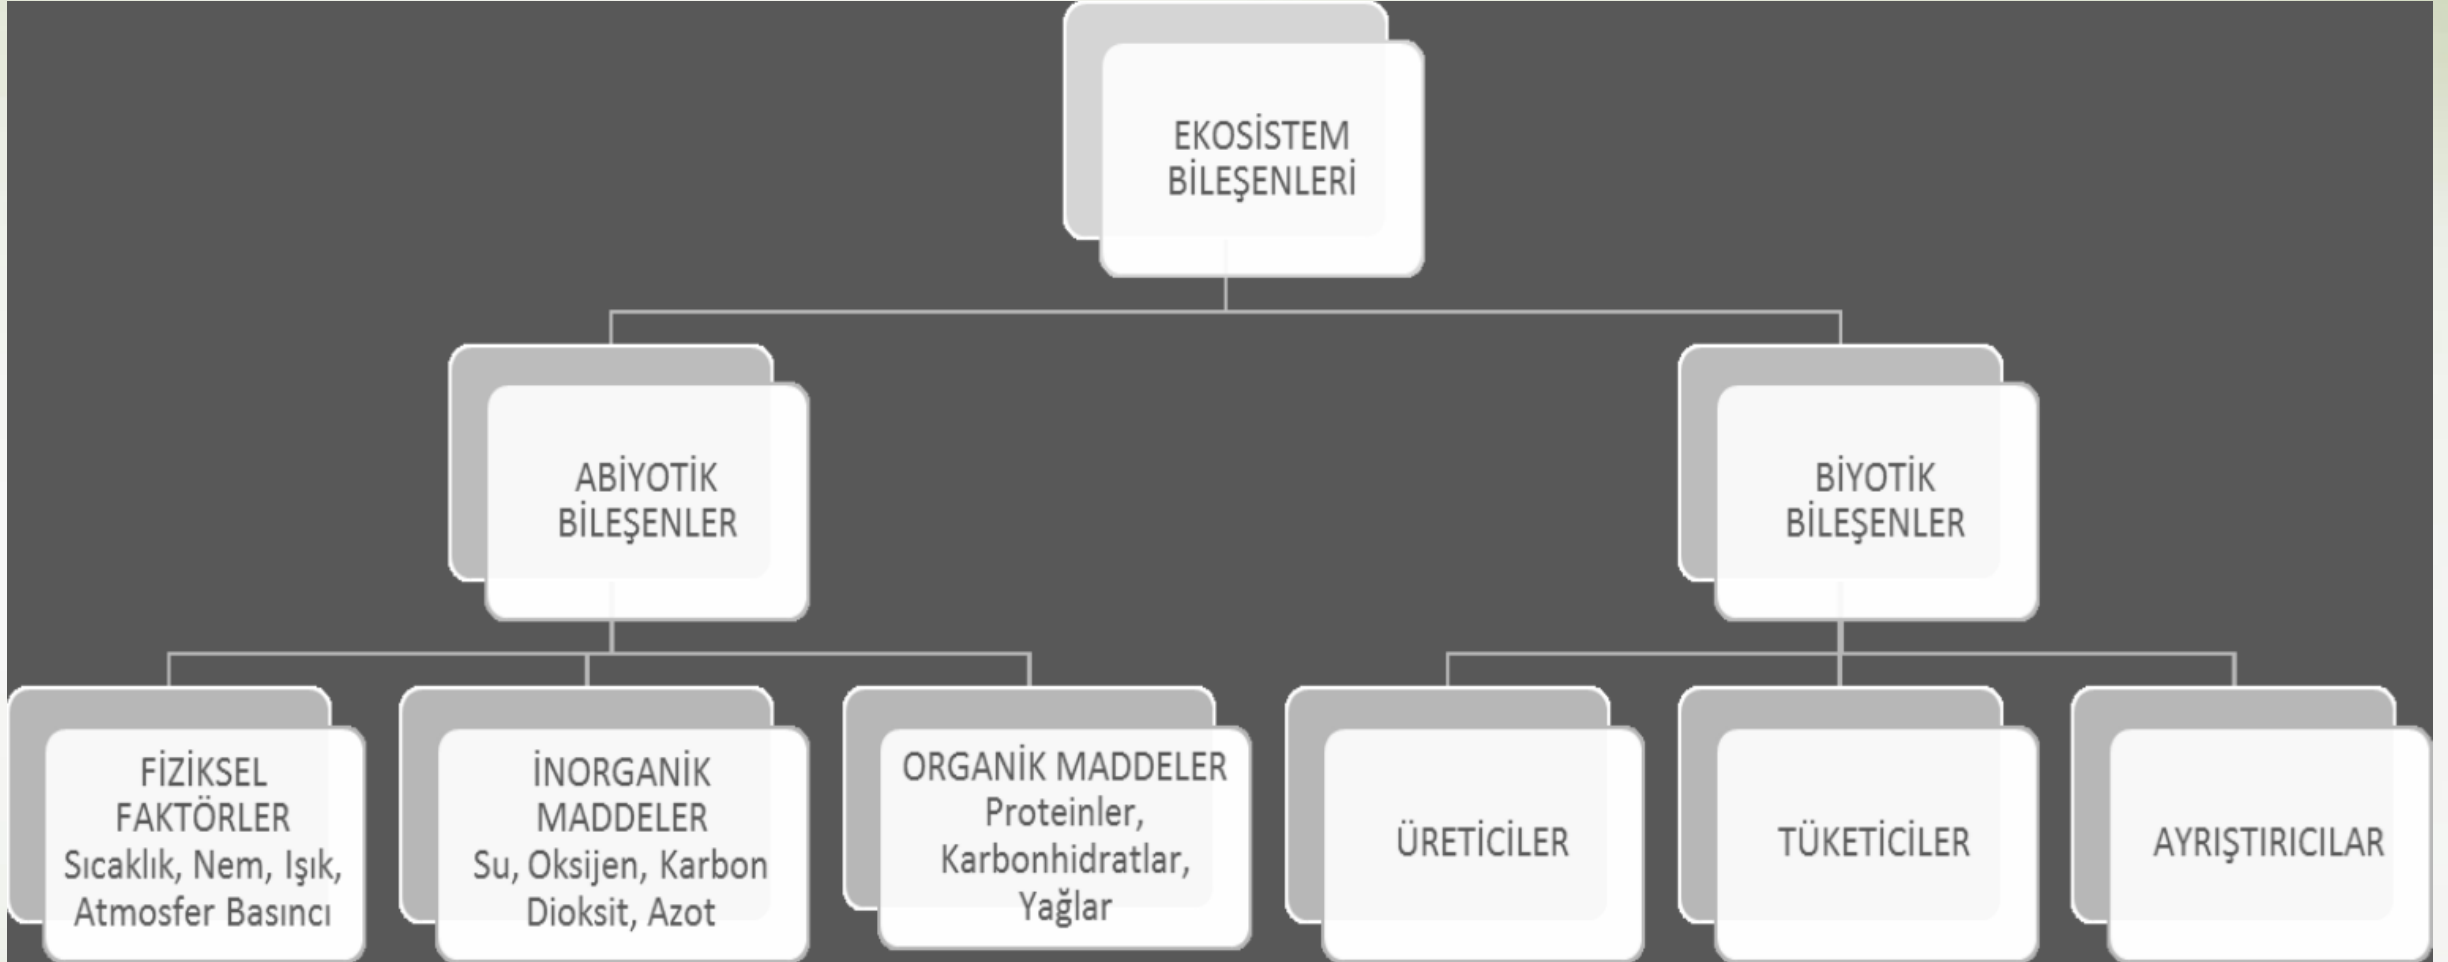 EKOSİSTEM
BİLEŞENLERİ
ABİYOTİK
BİLEŞENLER
BİYOTİK
BİLEŞENLER
FİZİKSEL
FAKTÖRLER
Sıcaklık, Nem, Işık,
Atmosfer Basıncı
İNORGANİK
MADDELER
Su, Oksijen, Karbon
Dioksit, Azot
ORGANİK MADDELER
Proteinler,
Karbonhidratlar,
Yağlar
ÜRETİCİLER
TÜKETİCİLER
AYRIŞTIRICILAR